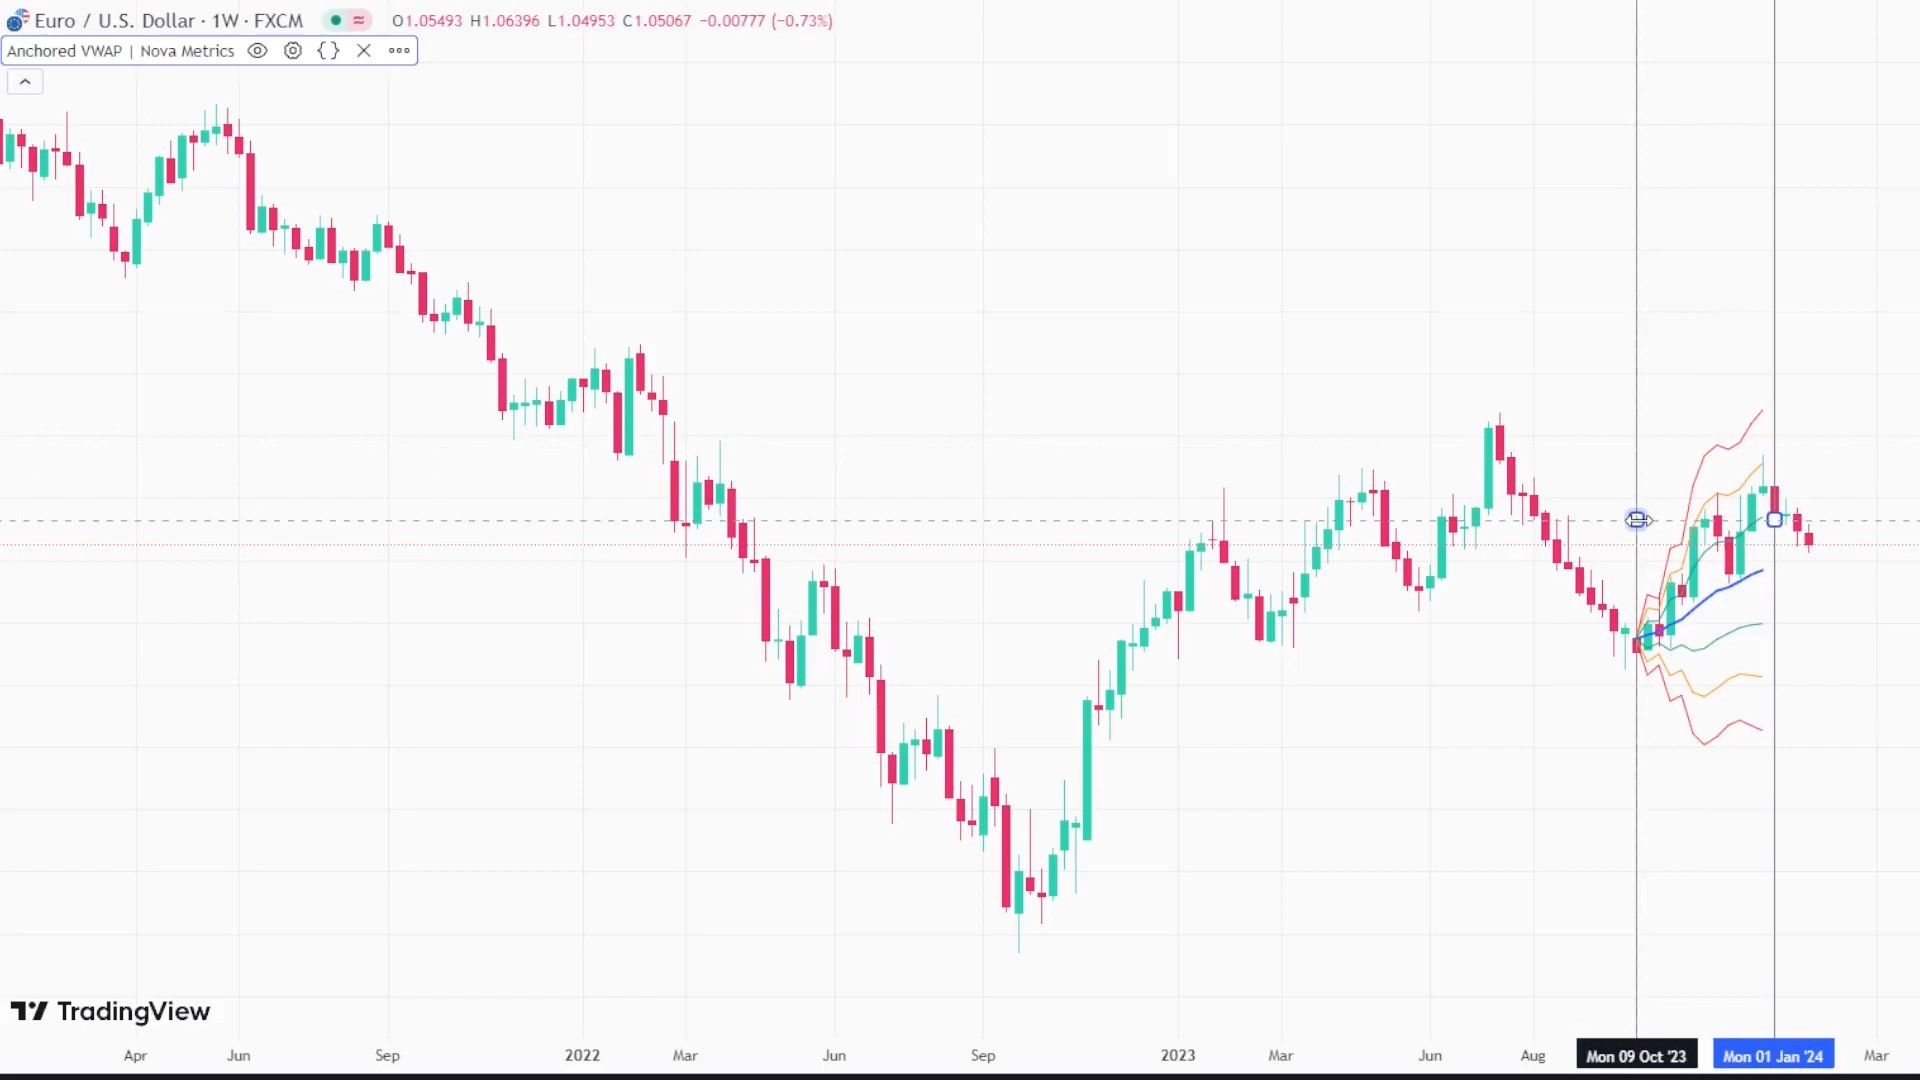 Euro / U.S. Dollar · 1W · FXCM O1.05493 H1.06396 L1.04953 C1.05067 −0.00777 (−0.73%)
Anchored VWAP | Nova Metrics
TradingView
Apr Jun Sep 2022 Mar Jun Sep 2023 Mar Jun Aug Mon 09 Oct '23 Mon 01 Jan '24 Mar